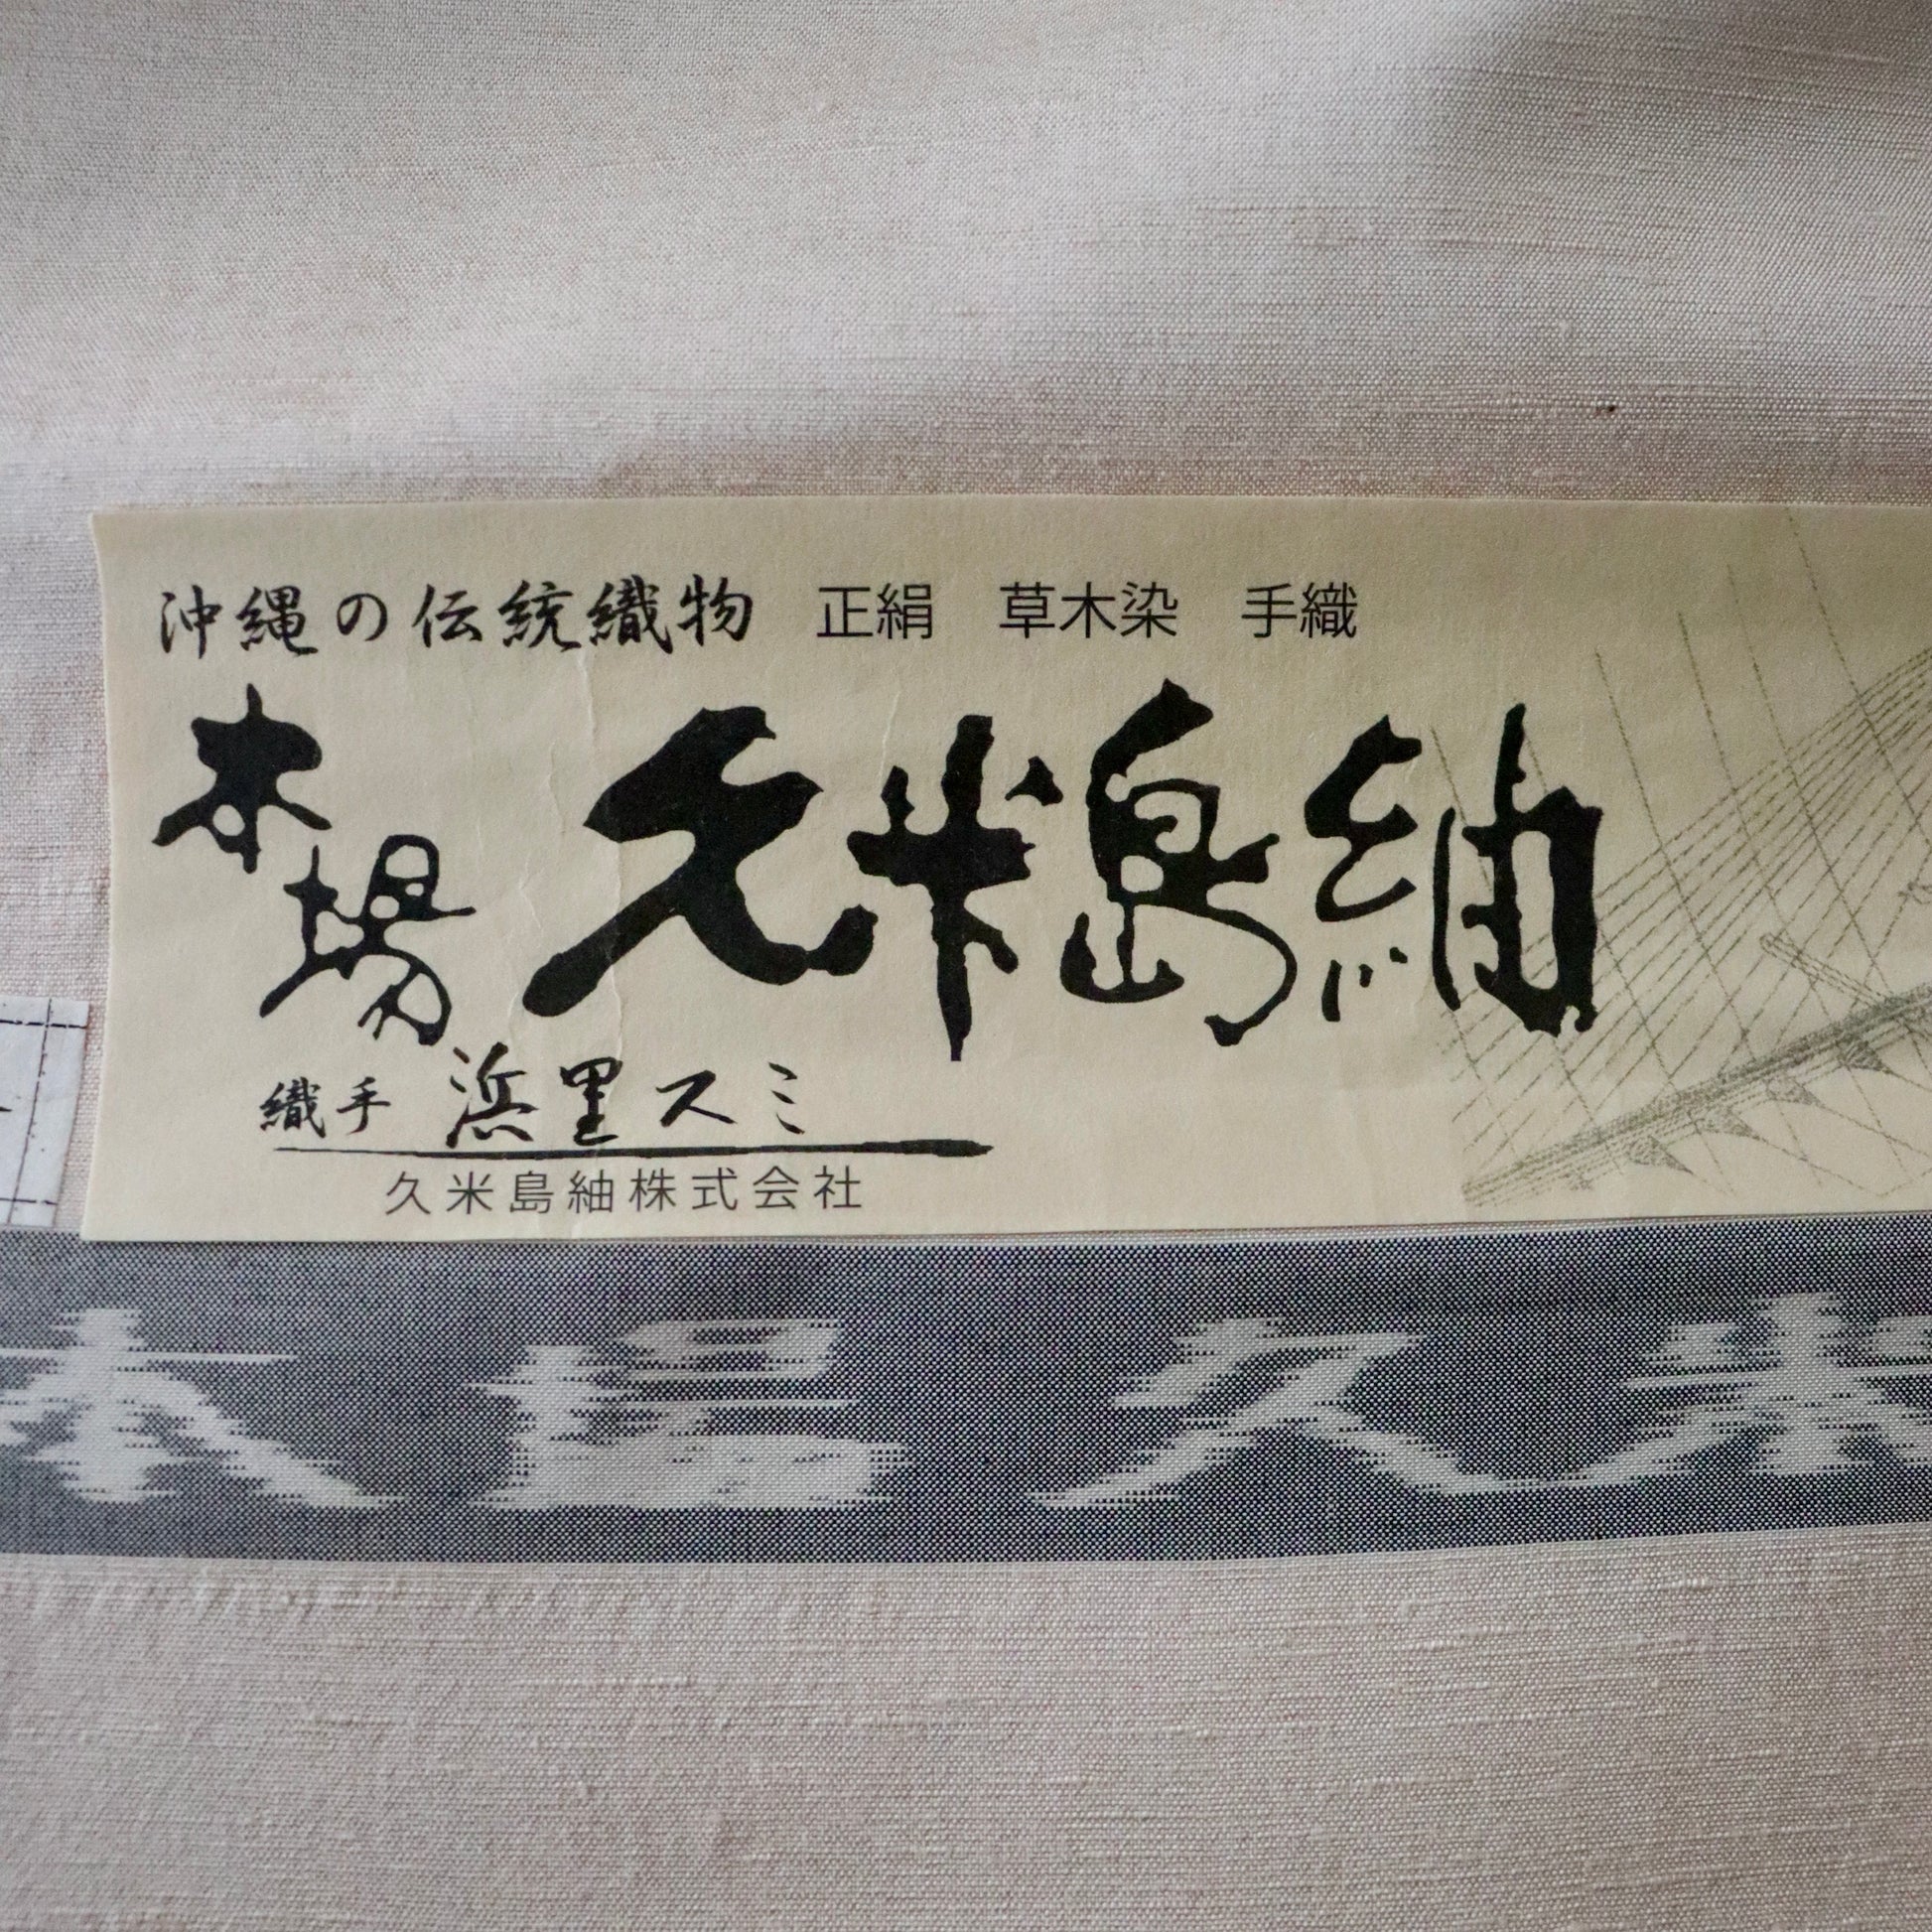 沖縄の伝統織物 正絹 草木染 手織
本場久米島紬
織手 浜里スミ
久米島紬株式会社
本場久米